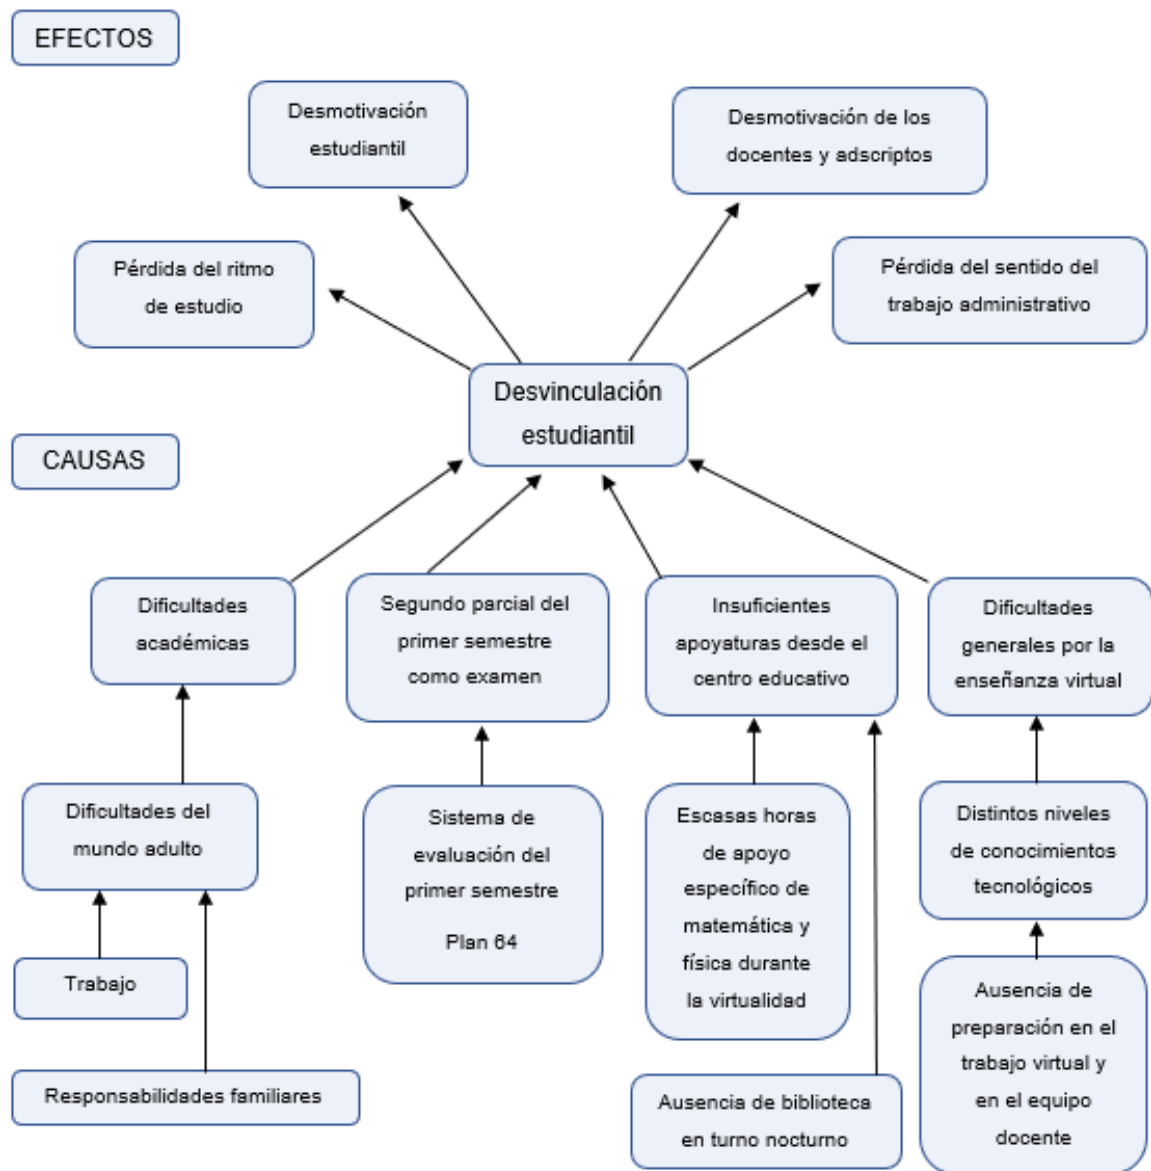 EFECTOS
Desmotivación
estudiantil
Desmotivación de los
docentes y adscriptos
Pérdida del ritmo
de estudio
Pérdida del sentido del
trabajo administrativo
Desvinculación
estudiantil
CAUSAS
Dificultades
académicas
Segundo parcial del
primer semestre
como examen
Insuficientes
apoyaturas desde el
centro educativo
Dificultades
generales por la
enseñanza virtual
Dificultades del
mundo adulto
Sistema de
evaluación del
primer semestre
Plan 64
Escasas horas
de apoyo
específico de
matemática y
física durante
la virtualidad
Distintos niveles
de conocimientos
tecnológicos
Trabajo
Responsabilidades familiares
Ausencia de biblioteca
en turno nocturno
Ausencia de
preparación en el
trabajo virtual y
en el equipo
docente